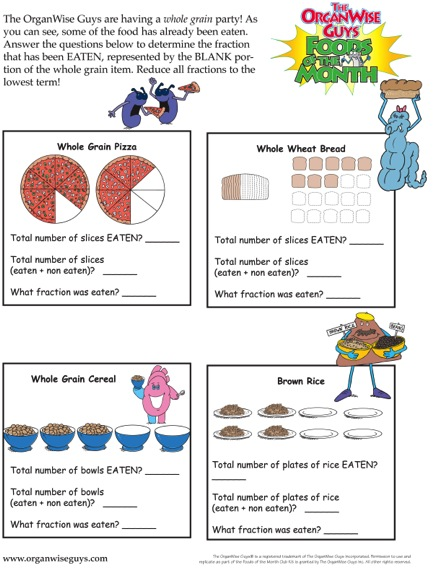 The OrganWise Guys are having a whole grain party! As
you can see, some of the food has already been eaten.
Answer the questions below to determine the fraction
that has been EATEN, represented by the BLANK por-
tion of the whole grain item. Reduce all fractions to the
lowest term!
THE
ORGANWISE
GUYS
FOODS
OF THE
MONTH
Whole Grain Pizza
Total number of slices EATEN? ______
Total number of slices
(eaten + non eaten)? ______
What fraction was eaten? ______
Whole Wheat Bread
Total number of slices EATEN? ______
Total number of slices
(eaten + non eaten)? ______
What fraction was eaten? ______
Whole Grain Cereal
Total number of bowls EATEN? ______
Total number of bowls
(eaten + non eaten)? ______
What fraction was eaten? ______
BROWN RICE
BEANS
Brown Rice
Total number of plates of rice EATEN?
______
Total number of plates of rice
(eaten + non eaten)? ______
What fraction was eaten? ______
www.organwiseguys.com
The OrganWise Guys® is a registered trademark of The OrganWise Guys Incorporated. Permission to use and
replicate as part of the Foods of the Month Club Kit is granted by The OrganWise Guys Inc. All other rights reserved.